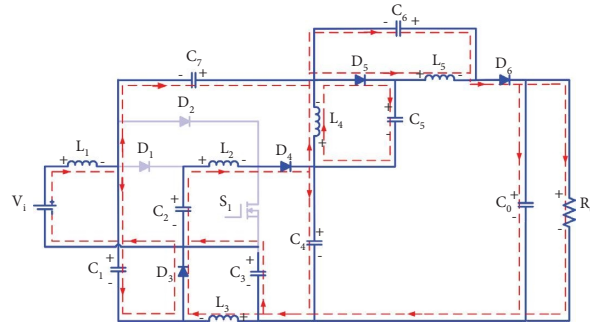 C₆
- +
C₇
- +
D₅
L₅
+ -
D₆
D₂
-
L₄
+
+
C₅
-
L₁
+ -
D₁
L₂
+ -
D₄
Vᵢ
C₂
+
-
S₁
C₀
+
-
R
+
-
C₁
+
-
D₃
C₃
+
-
C₄
+
-
L₃
- +